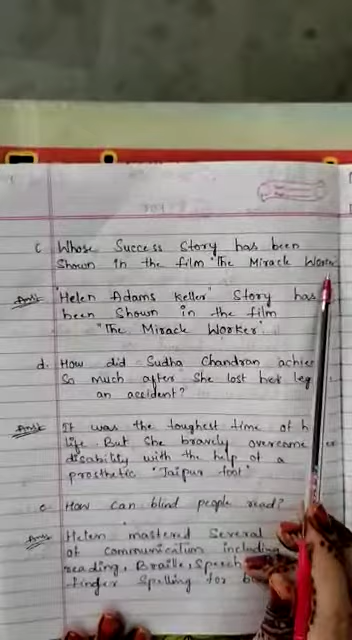 c. Whose Success Story has been
Shown in the film "The Miracle Worker
Ans: "Helen Adams Keller" Story has
been Shown in the film
"The Miracle Worker".
d. How did Sudha Chandran achie
So much after She lost her leg
an accident?
Ans: It was the toughest time of h
life. But She bravely overcome er
disability with the help of a
prosthetic "Jaipur foot"
e. How can blind people read?
Ans: Helen mastered Several
of communication including
reading, Braille, Speech
finger Spelling for